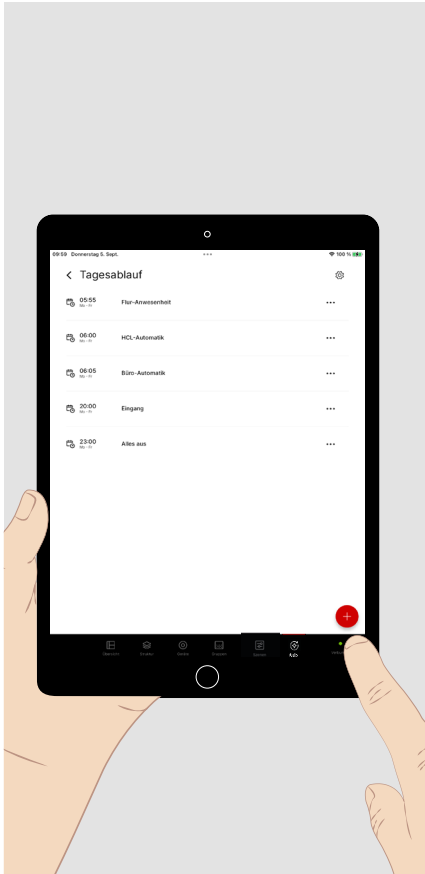 09:59 Donnerstag 5. Sept.
100 %
Tagesablauf
05:55
Mo - Fr
Flur-Anwesenheit
06:00
Mo - Fr
HCL-Automatik
06:05
Mo - Fr
Büro-Automatik
20:00
Mo - Fr
Eingang
23:00
Mo - Fr
Alles aus
Übersicht
Geräte
Gruppen
Szenen